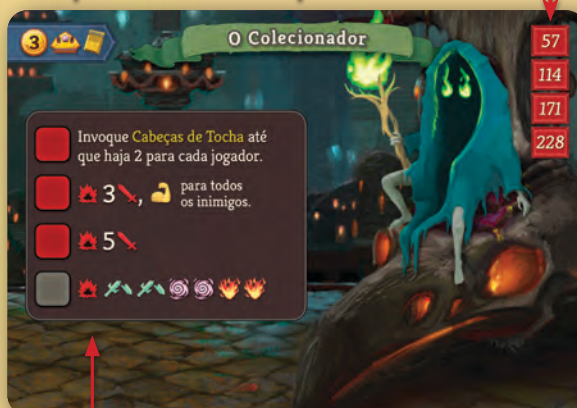 3
O Colecionador
57
114
171
228
Invoque Cabeças de Tocha até
que haja 2 para cada jogador.
3, para todos
os inimigos.
5